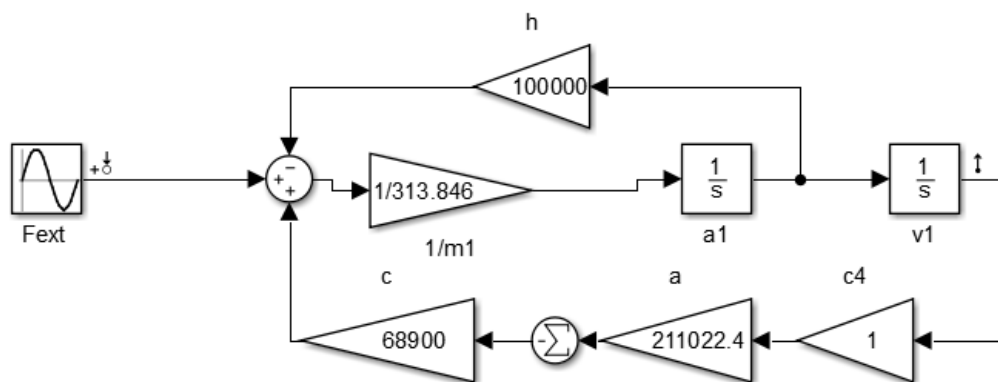 h
100000
−
+
+
Fext
1/313.846
1/m1
1
s
a1
1
s
v1
c
a
c4
68900
-Σ
211022.4
1